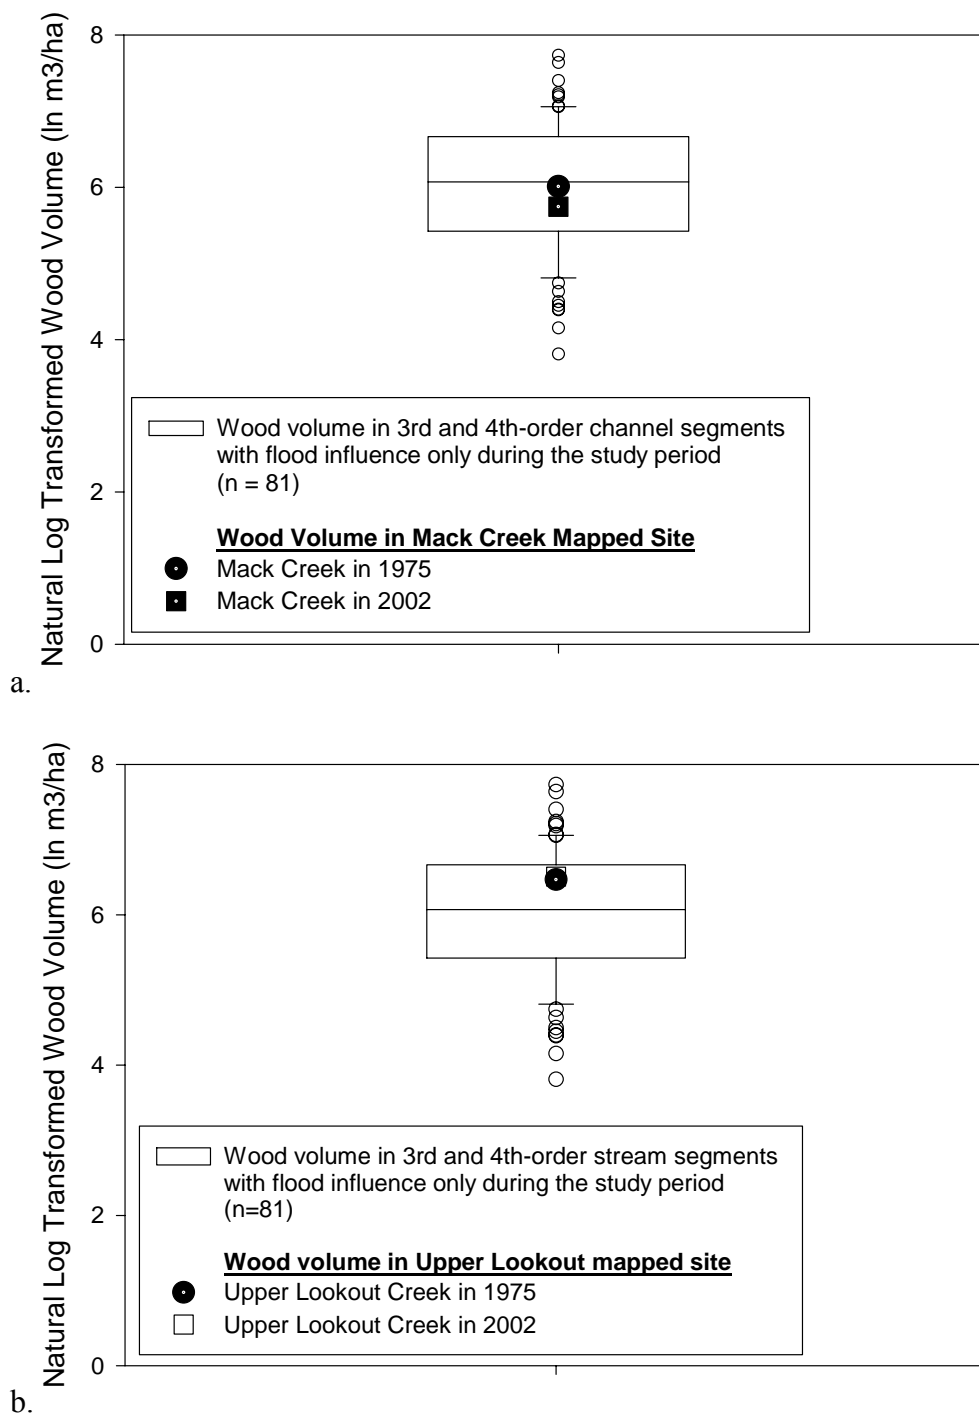 Natural Log Transformed Wood Volume (ln m3/ha)
8
6
4
2
0
Wood volume in 3rd and 4th-order channel segments
with flood influence only during the study period
(n = 81)
Wood Volume in Mack Creek Mapped Site
Mack Creek in 1975
Mack Creek in 2002
a.
Natural Log Transformed Wood Volume (ln m3/ha)
8
6
4
2
0
Wood volume in 3rd and 4th-order stream segments
with flood influence only during the study period
(n=81)
Wood volume in Upper Lookout mapped site
Upper Lookout Creek in 1975
Upper Lookout Creek in 2002
b.